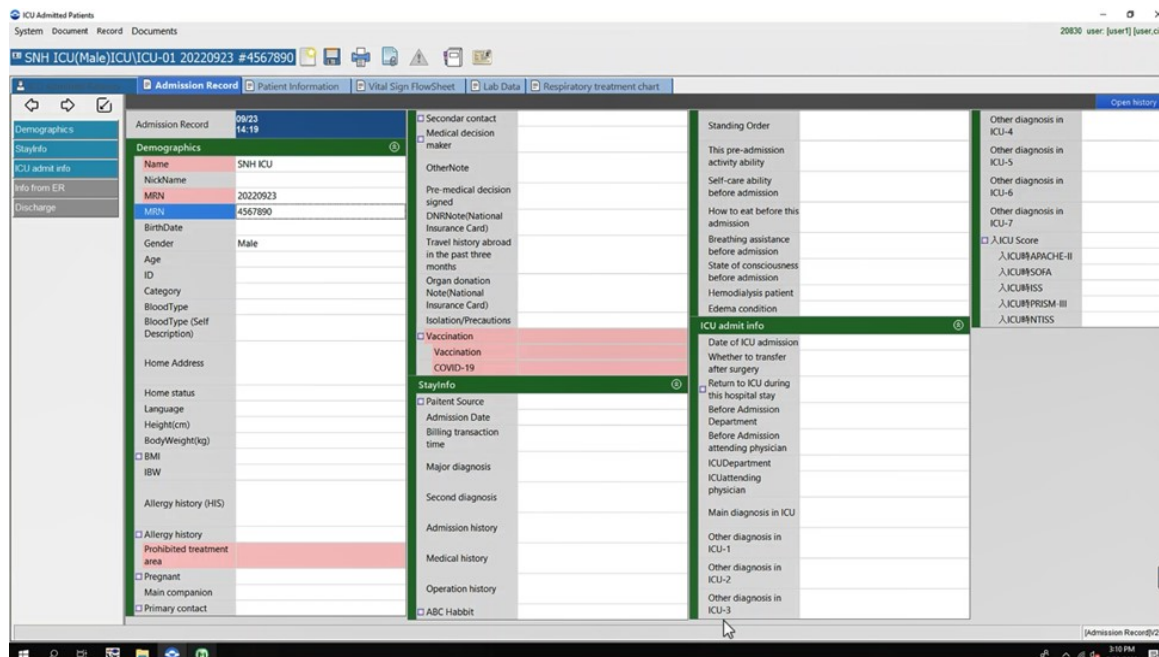 ICU Admitted Patients
System Document Record Documents
20830 user: [user1] [user,ci
SNH ICU(Male)ICU\ICU-01 20220923 #4567890
Admission Record
Patient Information
Vital Sign FlowSheet
Lab Data
Respiratory treatment chart
Open history
Demographics
StayInfo
ICU admit info
Info from ER
Discharge
Admission Record
09/23
14:19
Demographics
Name SNH ICU
NickName
MRN 20220923
MRN 4567890
BirthDate
Gender Male
Age
ID
Category
BloodType
BloodType (Self
Description)
Home Address
Home status
Language
Height(cm)
BodyWeight(kg)
BMI
IBW
Allergy history (HIS)
Allergy history
Prohibited treatment
area
Pregnant
Main companion
Primary contact
Secondar contact
Medical decision
maker
OtherNote
Pre-medical decision
signed
DNRNote(National
Insurance Card)
Travel history abroad
in the past three
months
Organ donation
Note(National
Insurance Card)
Isolation/Precautions
Vaccination
Vaccination
COVID-19
StayInfo
Paitent Source
Admission Date
Billing transaction
time
Major diagnosis
Second diagnosis
Admission history
Medical history
Operation history
ABC Habbit
Standing Order
This pre-admission
activity ability
Self-care ability
before admission
How to eat before this
admission
Breathing assistance
before admission
State of consciousness
before admission
Hemodialysis patient
Edema condition
ICU admit info
Date of ICU admission
Whether to transfer
after surgery
Return to ICU during
this hospital stay
Before Admission
Department
Before Admission
attending physician
ICUDepartment
ICUattending
physician
Main diagnosis in ICU
Other diagnosis in
ICU-1
Other diagnosis in
ICU-2
Other diagnosis in
ICU-3
Other diagnosis in
ICU-4
Other diagnosis in
ICU-5
Other diagnosis in
ICU-6
Other diagnosis in
ICU-7
入ICU Score
入ICU時APACHE-II
入ICU時SOFA
入ICU時ISS
入ICU時PRISM-III
入ICU時NTISS
[Admission Record]V2
3:10 PM